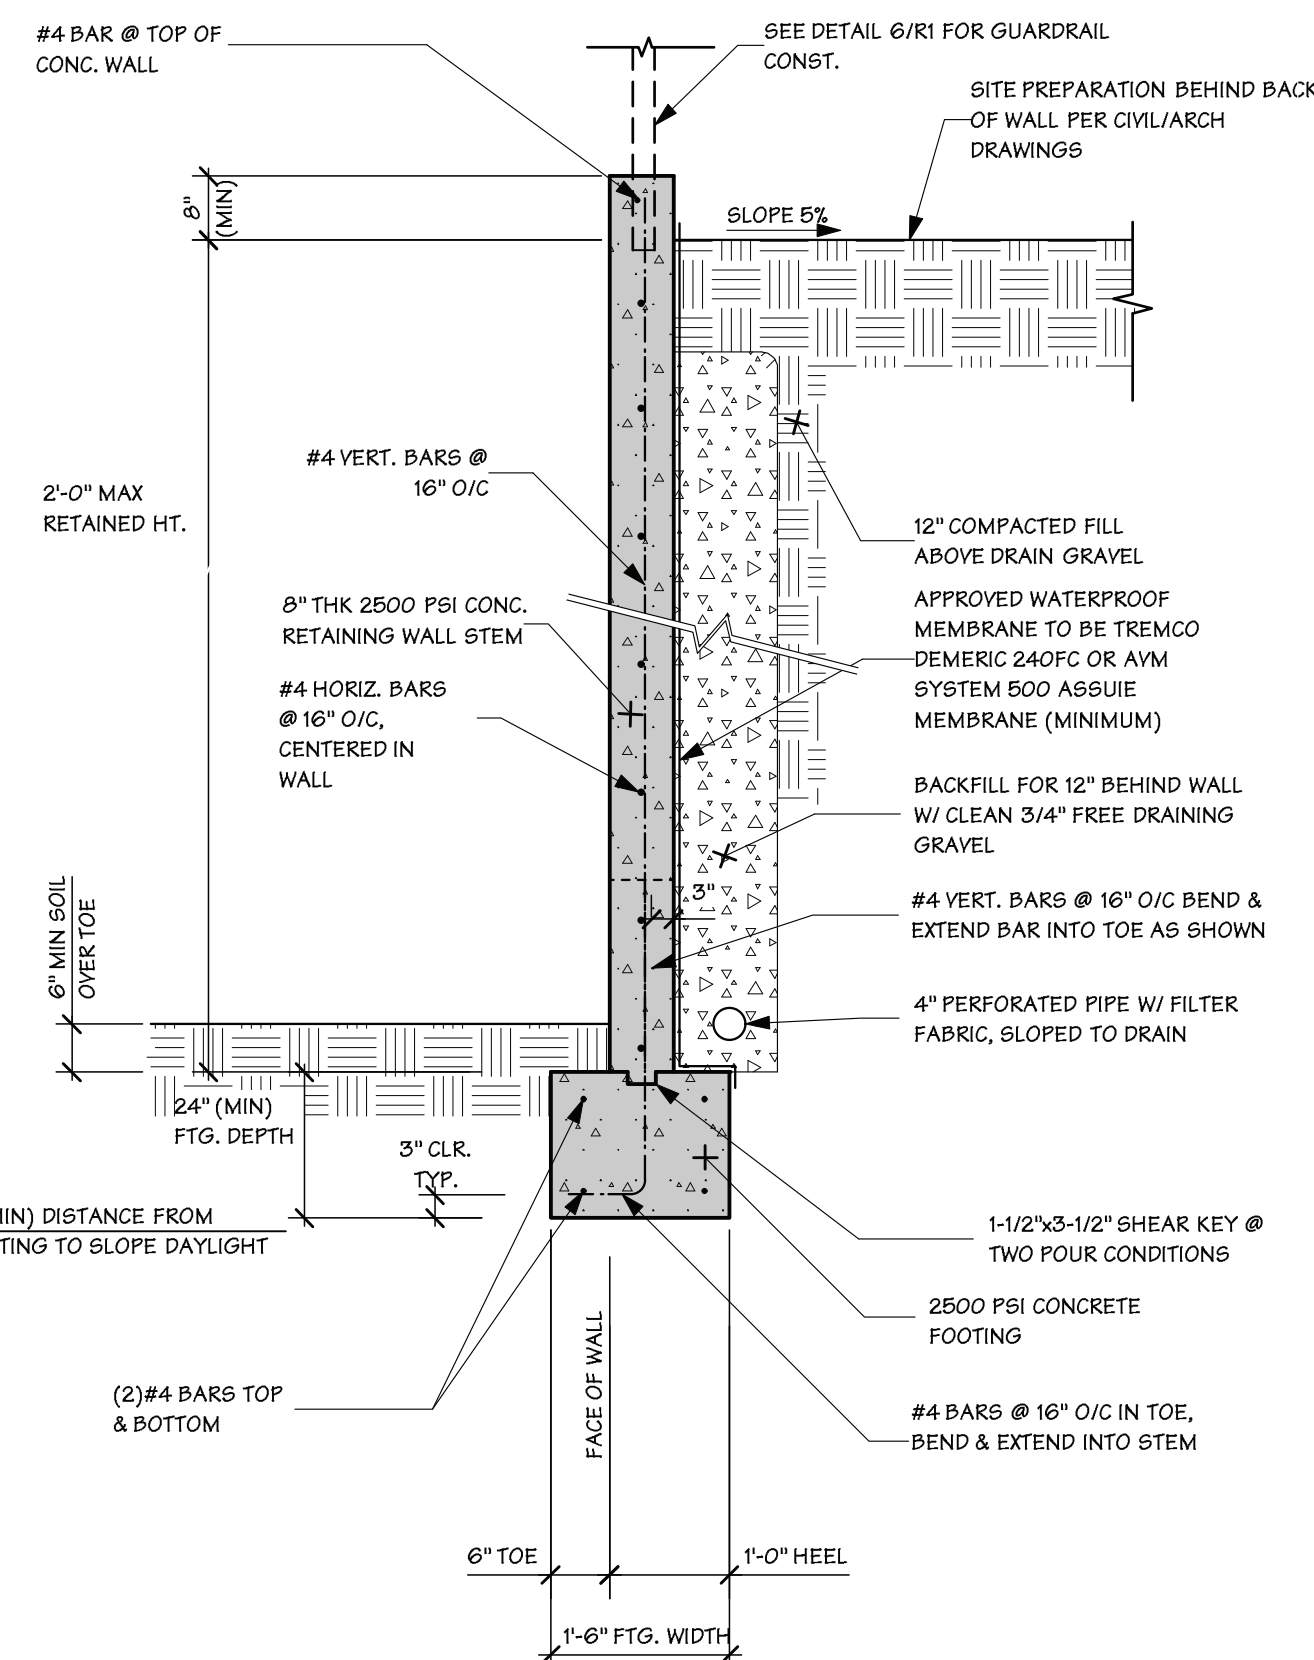 #4 BAR @ TOP OF
CONC. WALL
SEE DETAIL 6/R1 FOR GUARDRAIL
CONST.
SITE PREPARATION BEHIND BACK
OF WALL PER CIVIL/ARCH
DRAWINGS
8"
(MIN)
SLOPE 5%
#4 VERT. BARS @
16" O/C
2'-0" MAX
RETAINED HT.
12" COMPACTED FILL
ABOVE DRAIN GRAVEL
8" THK 2500 PSI CONC.
RETAINING WALL STEM
APPROVED WATERPROOF
MEMBRANE TO BE TREMCO
DEMERIC 240FC OR AVM
SYSTEM 500 ASSUIE
MEMBRANE (MINIMUM)
#4 HORIZ. BARS
@ 16" O/C,
CENTERED IN
WALL
BACKFILL FOR 12" BEHIND WALL
W/ CLEAN 3/4" FREE DRAINING
GRAVEL
3"
#4 VERT. BARS @ 16" O/C BEND &
EXTEND BAR INTO TOE AS SHOWN
6" MIN SOIL
OVER TOE
4" PERFORATED PIPE W/ FILTER
FABRIC, SLOPED TO DRAIN
24" (MIN)
FTG. DEPTH
3" CLR.
TYP.
IIN) DISTANCE FROM
TING TO SLOPE DAYLIGHT
1-1/2"x3-1/2" SHEAR KEY @
TWO POUR CONDITIONS
2500 PSI CONCRETE
FOOTING
(2)#4 BARS TOP
& BOTTOM
FACE OF WALL
#4 BARS @ 16" O/C IN TOE,
BEND & EXTEND INTO STEM
6" TOE
1'-0" HEEL
1'-6" FTG. WIDTH